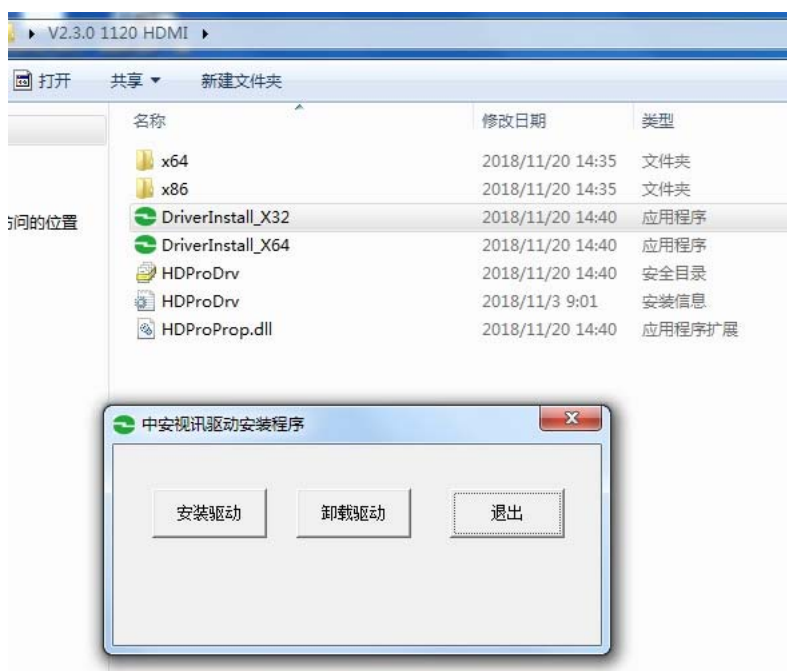 V2.3.0 1120 HDMI
打开 共享 新建文件夹
名称 修改日期 类型
x64 2018/11/20 14:35 文件夹
x86 2018/11/20 14:35 文件夹
问的位置 DriverInstall_X32 2018/11/20 14:40 应用程序
DriverInstall_X64 2018/11/20 14:40 应用程序
HDProDrv 2018/11/20 14:40 安全目录
HDProDrv 2018/11/3 9:01 安装信息
HDProProp.dll 2018/11/20 14:40 应用程序扩展
中安视讯驱动安装程序
安装驱动 卸载驱动 退出